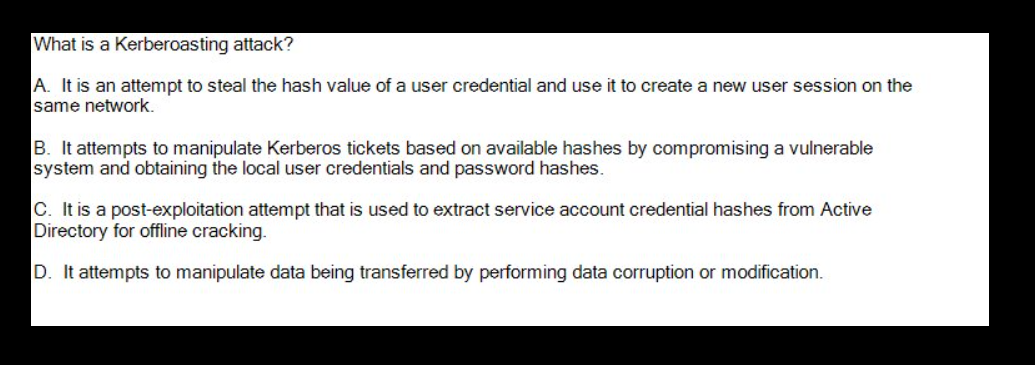 What is a Kerberoasting attack?
A. It is an attempt to steal the hash value of a user credential and use it to create a new user session on the
same network.
B. It attempts to manipulate Kerberos tickets based on available hashes by compromising a vulnerable
system and obtaining the local user credentials and password hashes.
C. It is a post-exploitation attempt that is used to extract service account credential hashes from Active
Directory for offline cracking.
D. It attempts to manipulate data being transferred by performing data corruption or modification.